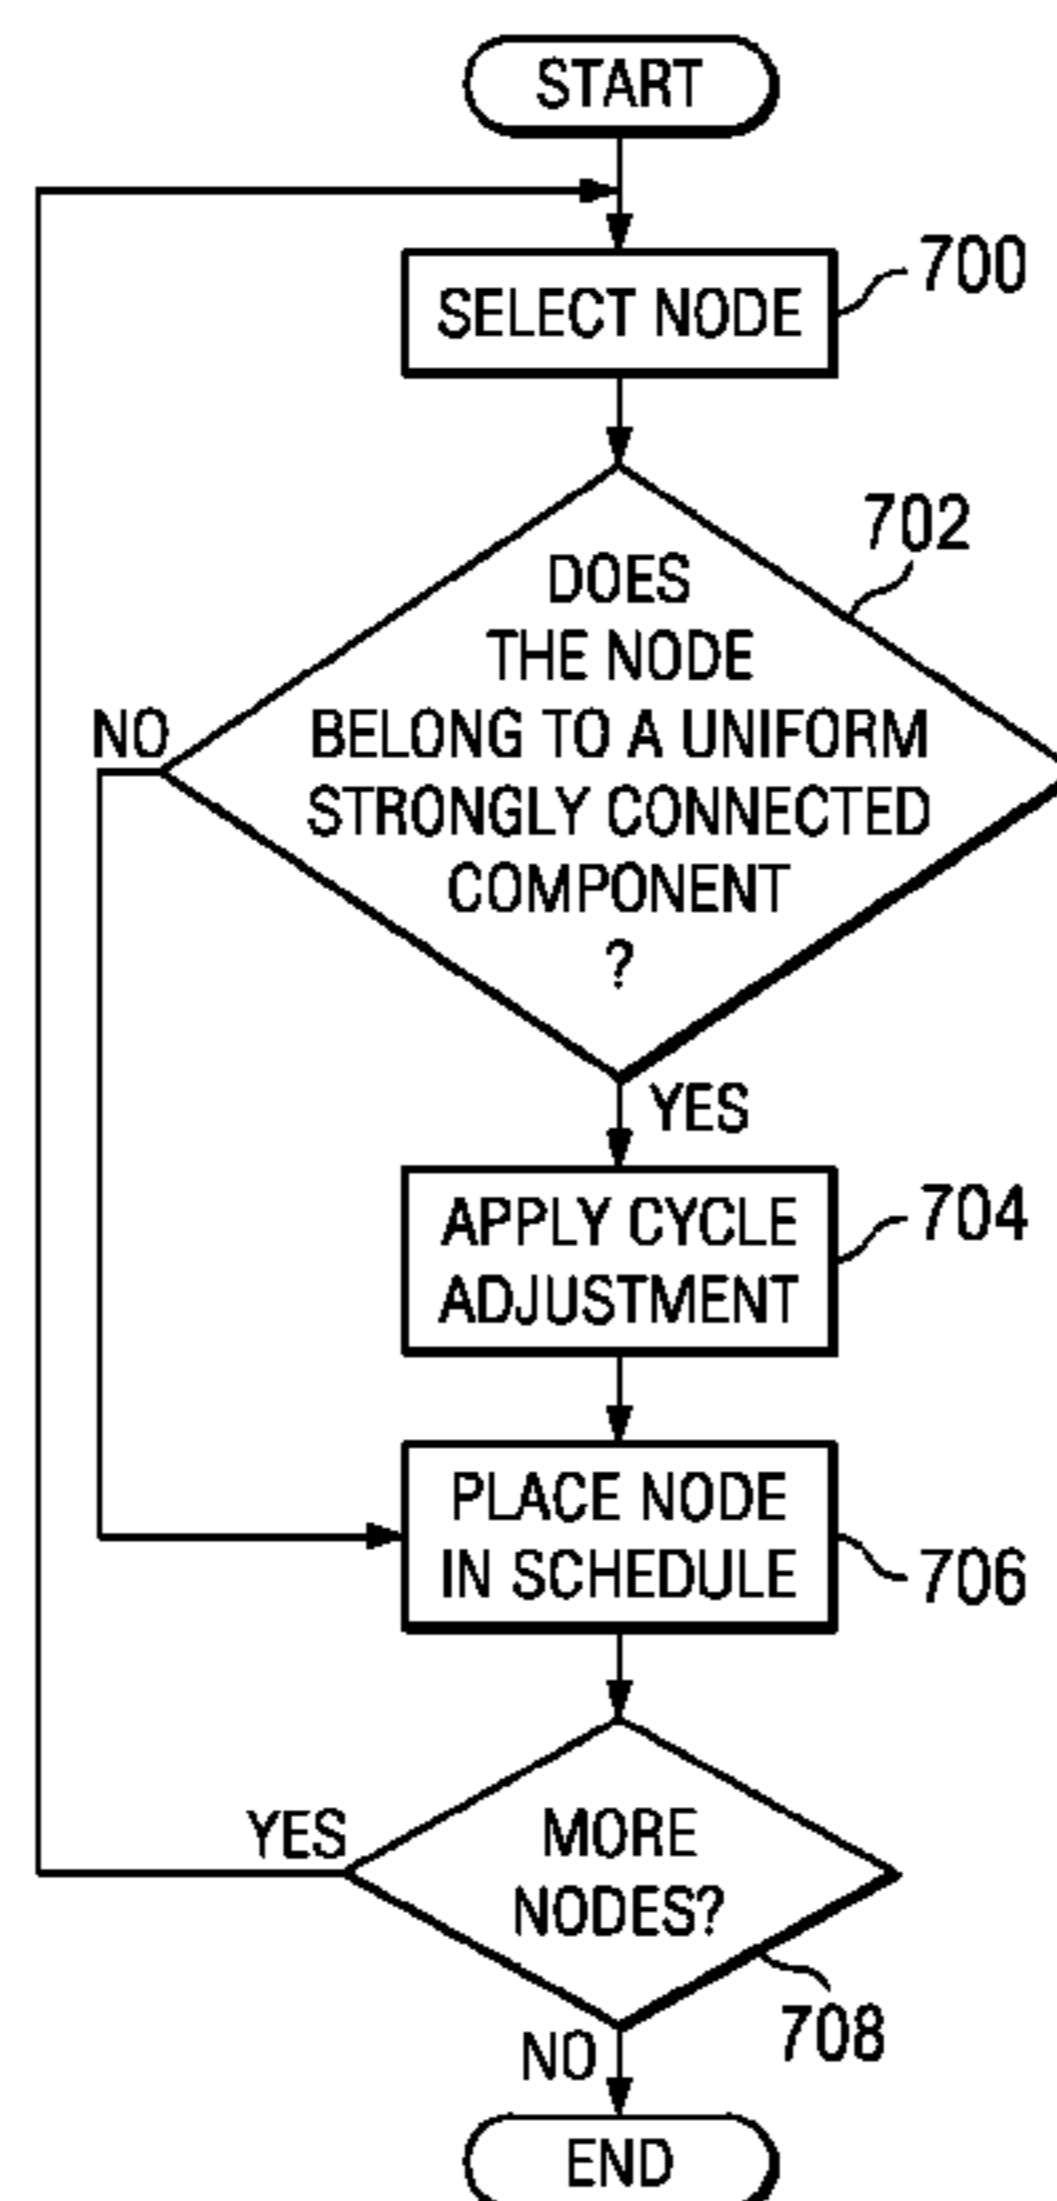 START
SELECT NODE
700
702
DOES
THE NODE
BELONG TO A UNIFORM
STRONGLY CONNECTED
COMPONENT
?
NO
YES
APPLY CYCLE
ADJUSTMENT
704
PLACE NODE
IN SCHEDULE
706
YES
MORE
NODES?
708
NO
END